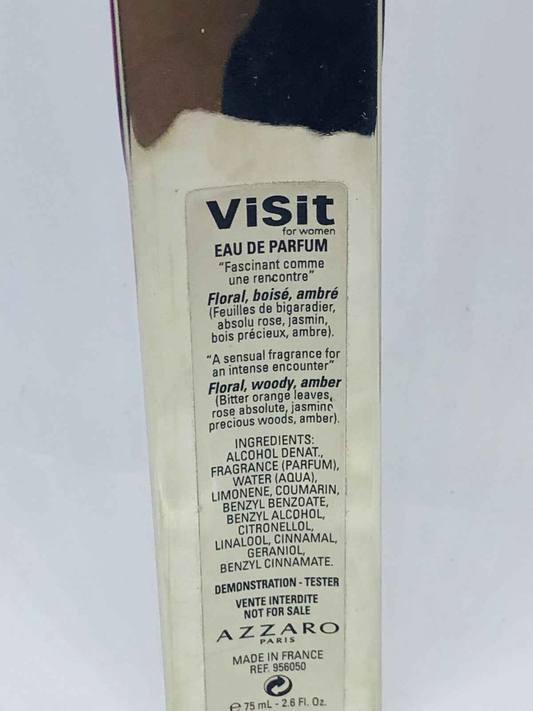 ViSit
for women
EAU DE PARFUM
"Fascinant comme
une rencontre"
Floral, boisé, ambré
(Feuilles de bigaradier,
absolu rose, jasmin,
bois précieux, ambre).
"A sensual fragrance for
an intense encounter"
Floral, woody, amber
(Bitter orange leaves,
rose absolute, jasmine
precious woods, amber).
INGREDIENTS:
ALCOHOL DENAT.,
FRAGRANCE (PARFUM),
WATER (AQUA),
LIMONENE, COUMARIN,
BENZYL BENZOATE,
BENZYL ALCOHOL,
CITRONELLOL,
LINALOOL, CINNAMAL,
GERANIOL,
BENZYL CINNAMATE.
DEMONSTRATION - TESTER
VENTE INTERDITE
NOT FOR SALE
AZZARO
PARIS
MADE IN FRANCE
REF. 956050
e 75 mL - 2.6 Fl. Oz.